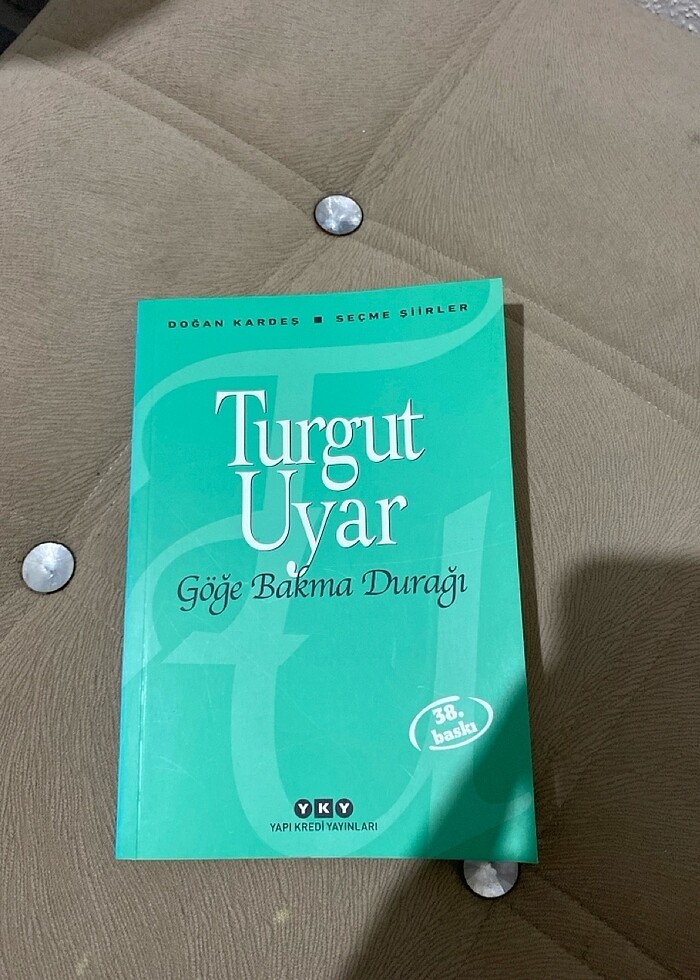 DOĞAN KARDEŞ ■ SEÇME ŞİİRLER
Turgut
Uyar
Göğe Bakma Durağı
38.
baskı
YKY
YAPI KREDİ YAYINLARI